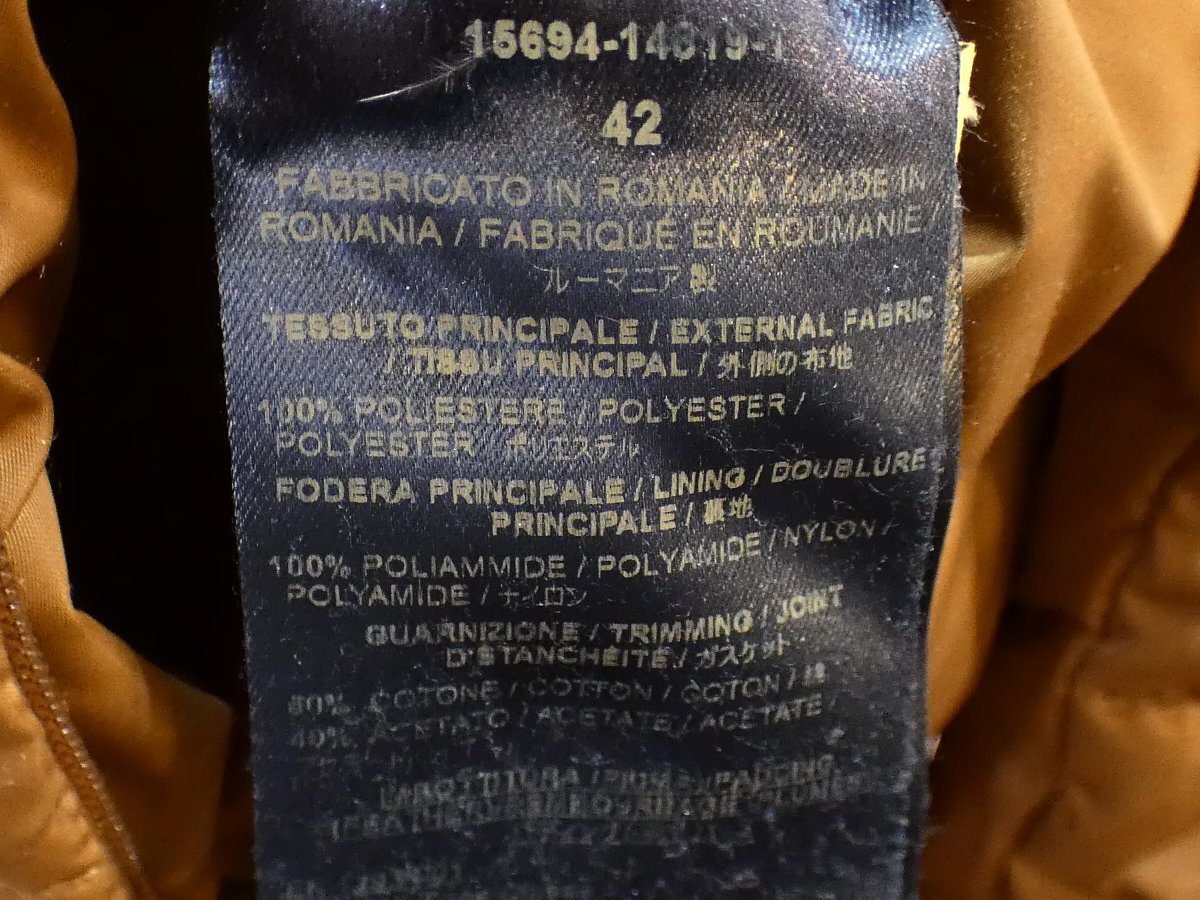 42
FABBRICATO IN ROMANIA / MADE IN
ROMANIA / FABRIQUE EN ROUMANIE /
ルーマニア製
TESSUTO PRINCIPALE / EXTERNAL FABRIC
/ TISSU PRINCIPAL / 外側の布地
100% POLIESTERE / POLYESTER /
POLYESTER ポリエステル
FODERA PRINCIPALE / LINING / DOUBLURE
PRINCIPALE / 裏地
100% POLIAMMIDE / POLYAMIDE / NYLON /
POLYAMIDE / ナイロン
GUARNIZIONE / TRIMMING / JOINT
D'ETANCHEITE / ガスケット
COTONE / COTTON / COTON / 綿
40% ACETATO / ACETATE / ACETATE /